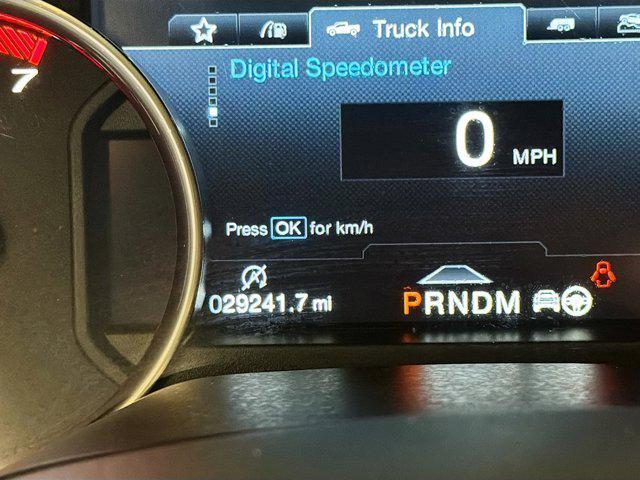 Truck Info
7
Digital Speedometer
0 MPH
Press OK for km/h
029241.7 mi
PRNDM